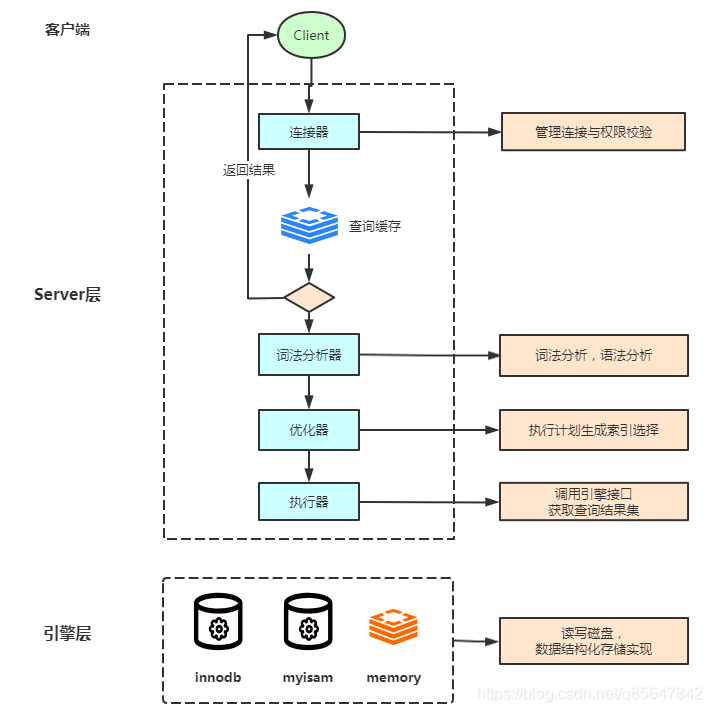 客户端
Client
连接器
管理连接与权限校验
返回结果
查询缓存
Server层
词法分析器
词法分析，语法分析
优化器
执行计划生成索引选择
执行器
调用引擎接口
获取查询结果集
引擎层
innodb
myisam
memory
读写磁盘，
数据结构化存储实现
https://blog.csdn.net/q85647842